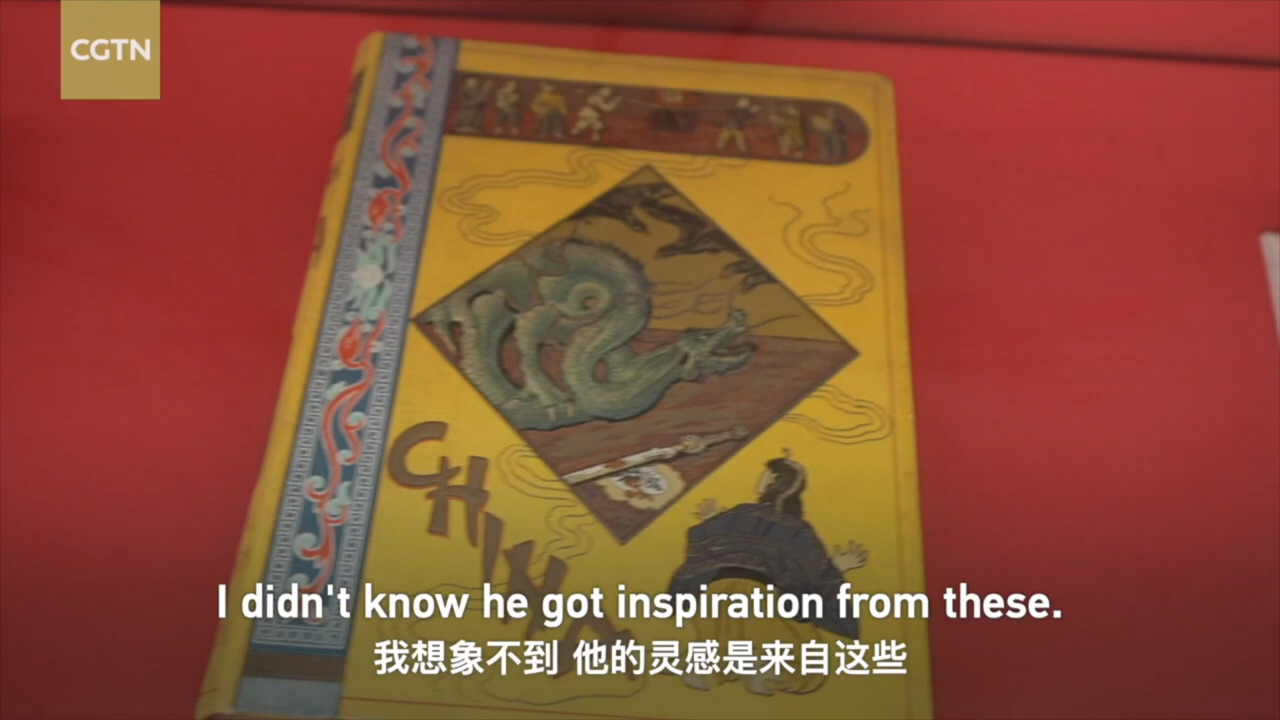 CGTN
CHINA
I didn't know he got inspiration from these.
我想象不到 他的灵感是来自这些